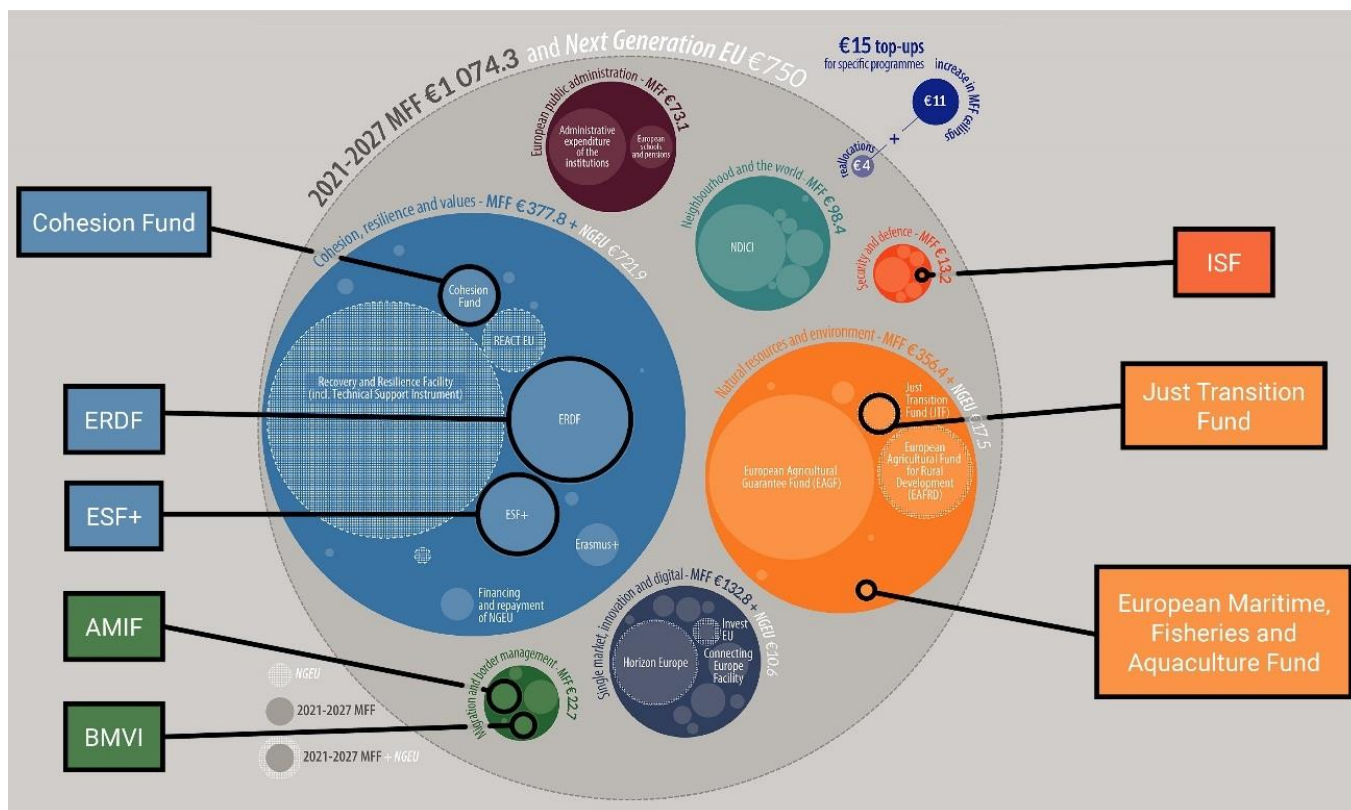 2021-2027 MFF €1 074.3 and Next Generation EU €750
€15 top-ups
for specific programmes
increase in MFF ceilings
€11
+
reallocations
€4
European public administration - MFF €73.1
Administrative
expenditure
of the
institutions
European
schools
and pensions
Neighbourhood and the world - MFF €98.4
NDICI
Security and defence - MFF €13.2
ISF
Cohesion Fund
Cohesion, resilience and values - MFF €377.8 + NGEU €721.9
Cohesion
Fund
REACT EU
Recovery and Resilience Facility
(incl. Technical Support Instrument)
ERDF
ERDF
ESF+
ESF+
Erasmus+
Financing
and repayment
of NGEU
Natural resources and environment - MFF €356.4 + NGEU €17.5
Just
Transition
Fund (JTF)
European Agricultural
Guarantee Fund (EAGF)
European
Agricultural Fund
for Rural
Development
(EAFRD)
Just Transition
Fund
European Maritime,
Fisheries and
Aquaculture Fund
Single market, innovation and digital - MFF €132.8 + NGEU €10.6
Horizon Europe
Invest
EU
Connecting
Europe
Facility
AMIF
BMVI
Migration and border management - MFF €22.7
NGEU
2021-2027 MFF
2021-2027 MFF + NGEU